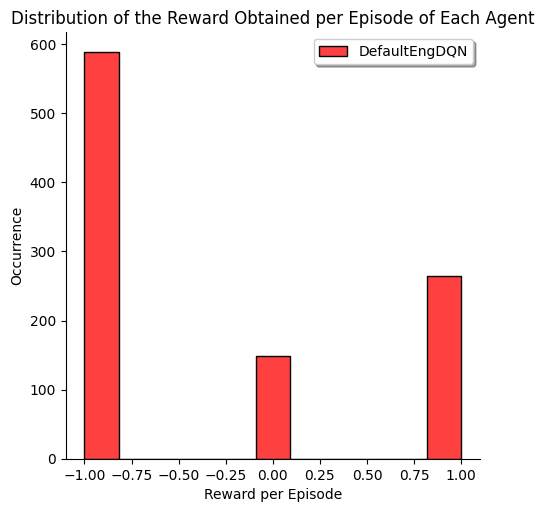 Distribution of the Reward Obtained per Episode of Each Agent
DefaultEngDQN
600
500
400
300
200
100
0
Occurrence
−1.00 −0.75 −0.50 −0.25 0.00 0.25 0.50 0.75 1.00
Reward per Episode